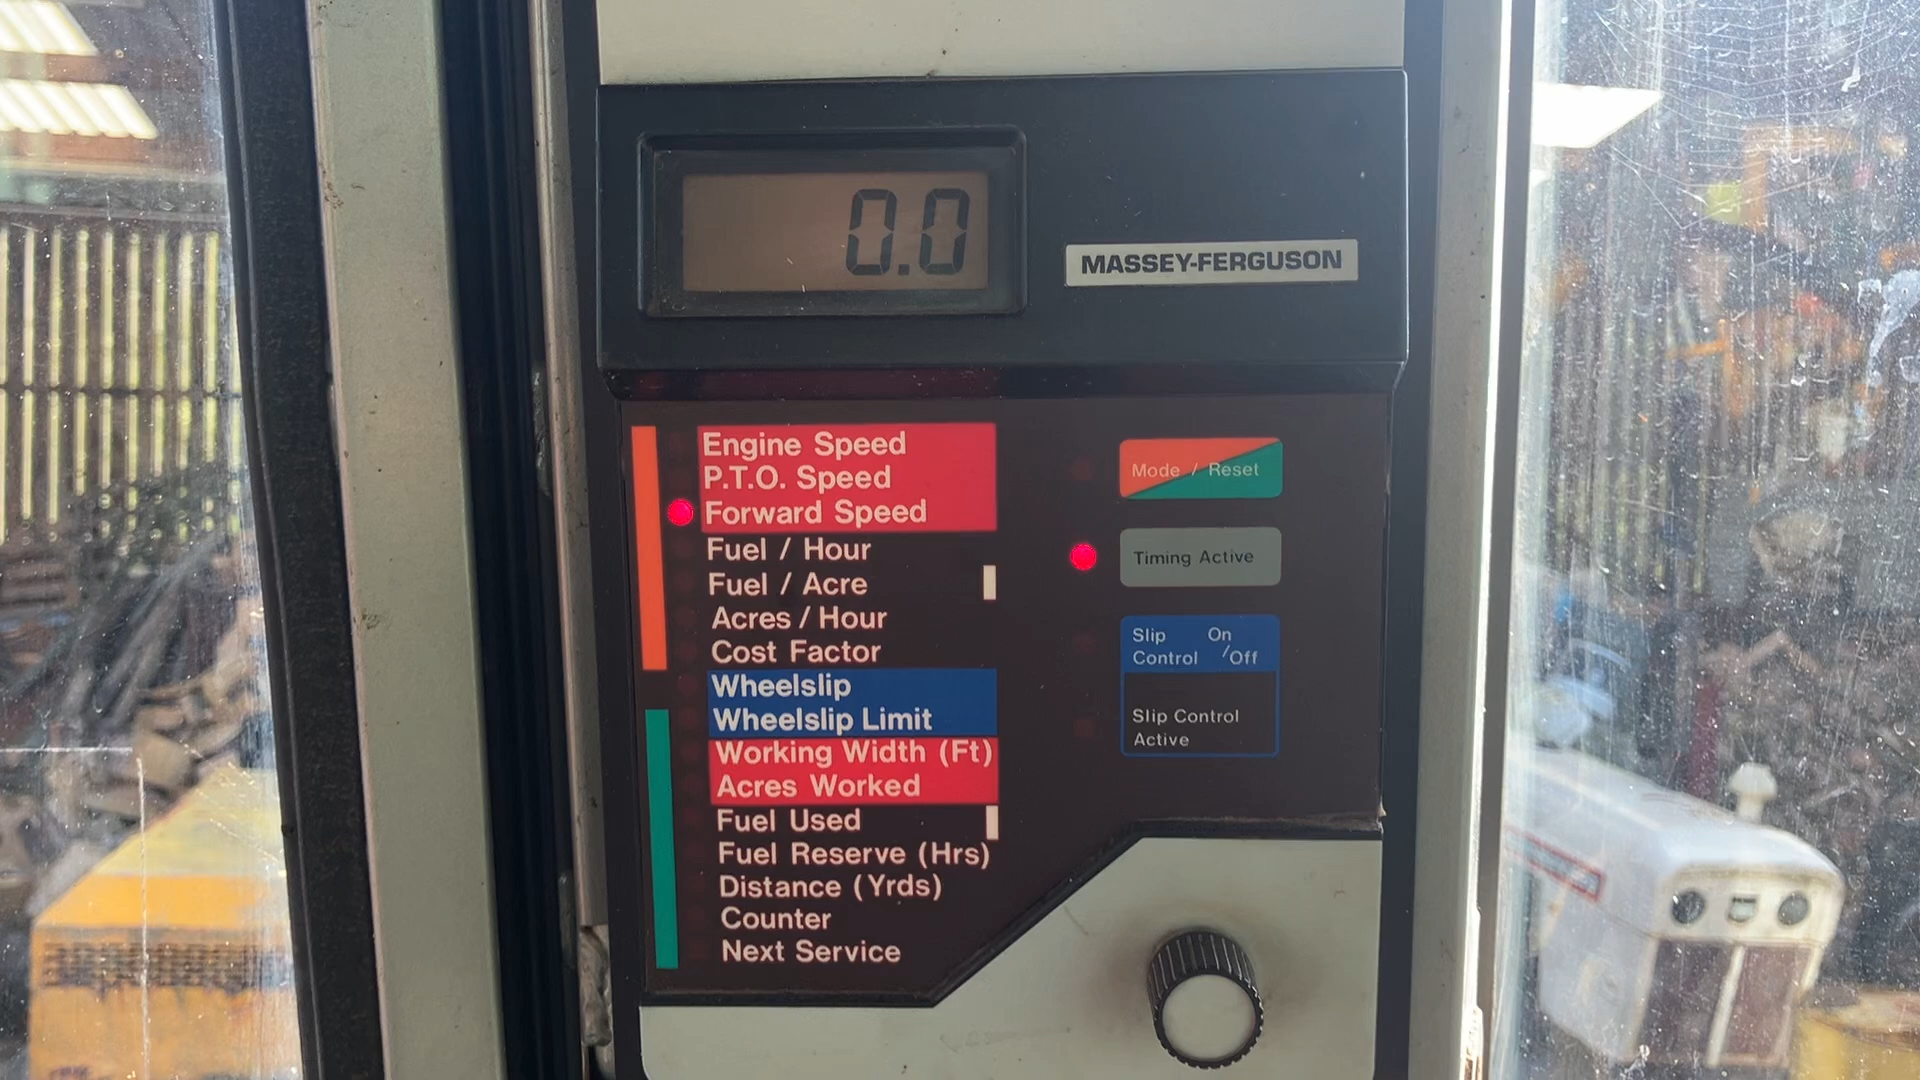 0.0
MASSEY-FERGUSON
Engine Speed
P.T.O. Speed
Forward Speed
Fuel / Hour
Fuel / Acre
Acres / Hour
Cost Factor
Wheelslip
Wheelslip Limit
Working Width (Ft)
Acres Worked
Fuel Used
Fuel Reserve (Hrs)
Distance (Yrds)
Counter
Next Service
Mode / Reset
Timing Active
Slip On
Control /Off
Slip Control
Active